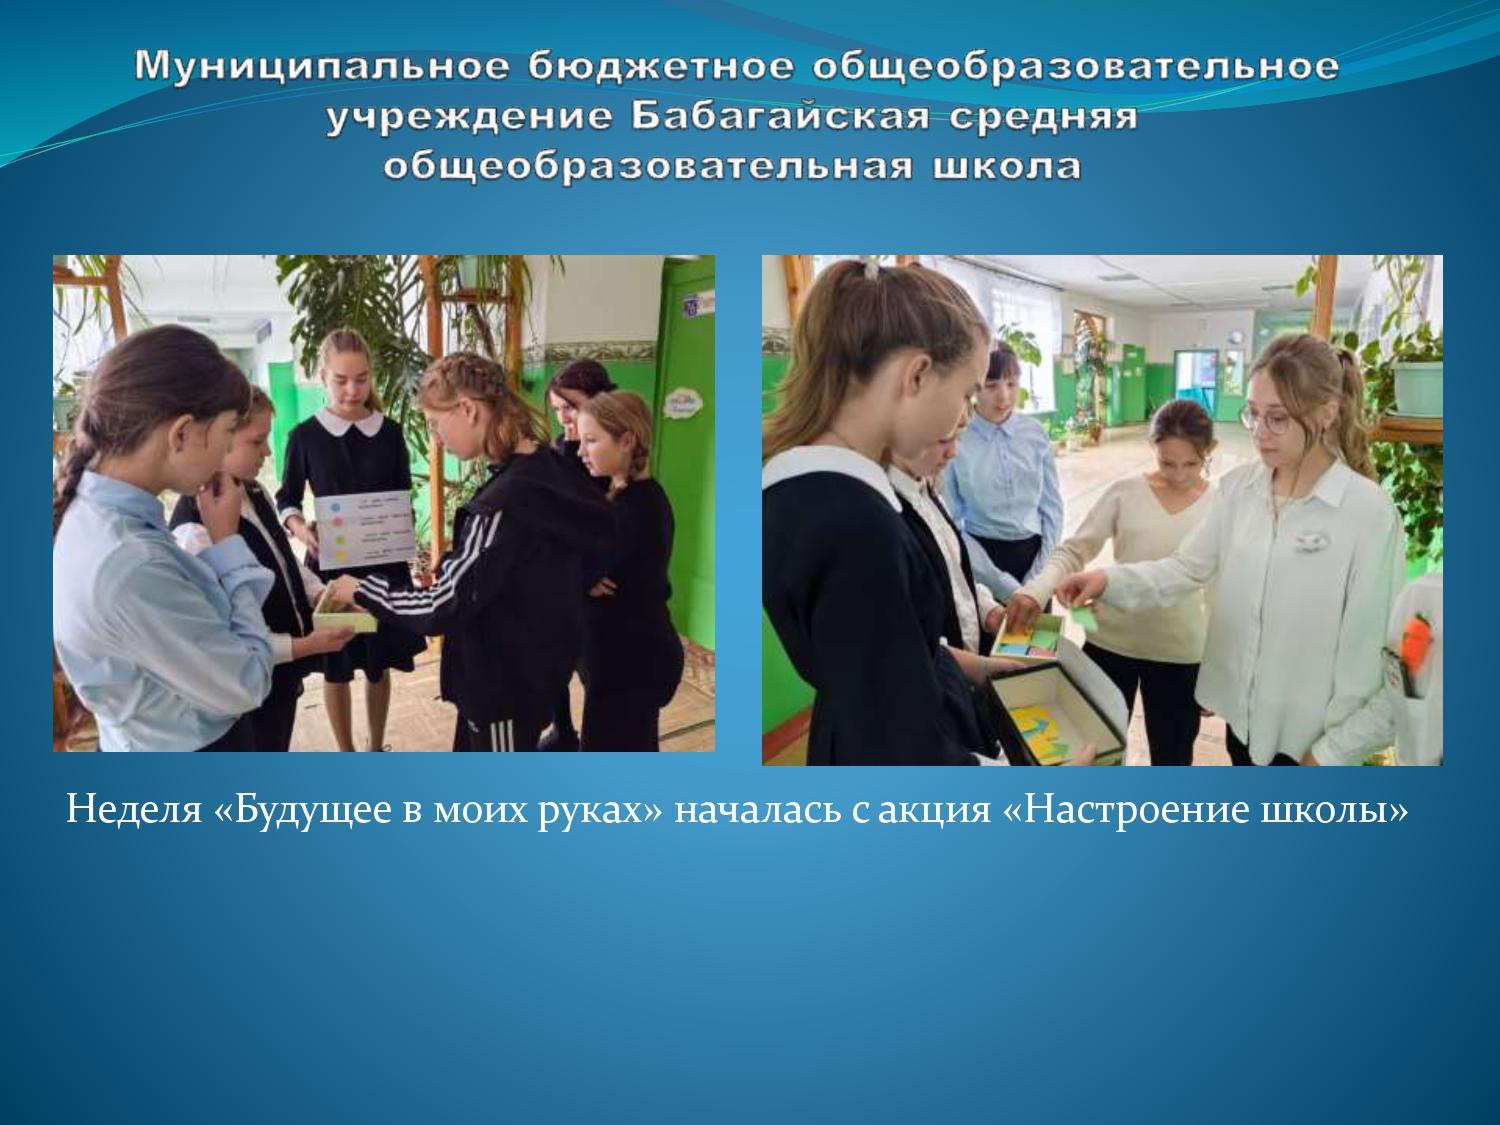 Муниципальное бюджетное общеобразовательное
учреждение Бабагайская средняя
общеобразовательная школа
Неделя «Будущее в моих руках» началась с акция «Настроение школы»